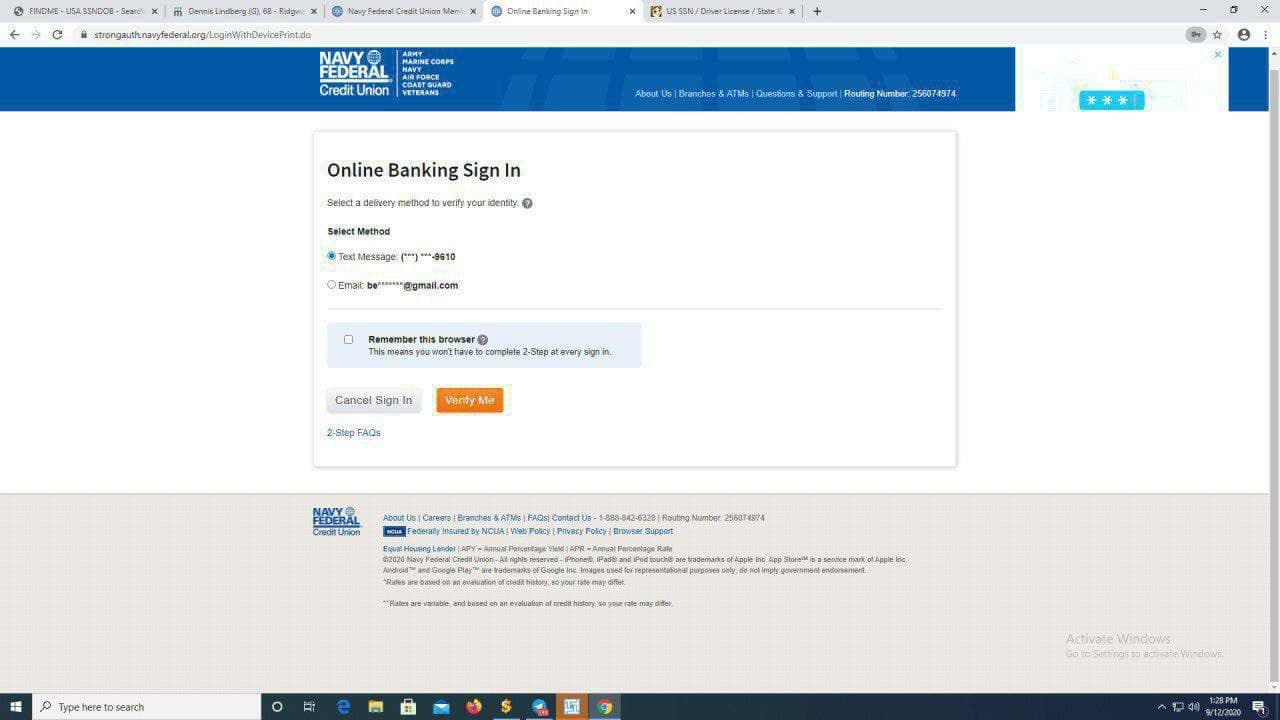 FINDME - USA SSNDOB - Search
Dennis Lindberg (G), 68 - Ridgw
Navy Federal Credit Union Mem
Online Banking Sign In
US SSN / Driver License / State I
strongauth.navyfederal.org/LoginWithDevicePrint.do
NAVY
FEDERAL
Credit Union
ARMY
MARINE CORPS
NAVY
AIR FORCE
COAST GUARD
VETERANS
About Us | Branches & ATMs | Questions & Support | Routing Number: 256074974
* * *
Online Banking Sign In
Select a delivery method to verify your identity. ?
Select Method
Text Message: (***) ***-9610
Email: be*******@gmail.com
Remember this browser ?
This means you won't have to complete 2-Step at every sign in.
Cancel Sign In Verify Me
2-Step FAQs
NAVY
FEDERAL
Credit Union
About Us | Careers | Branches & ATMs | FAQs| Contact Us - 1-888-842-6328 | Routing Number: 256074974
NCUA Federally Insured by NCUA | Web Policy | Privacy Policy | Browser Support
Equal Housing Lender | APY = Annual Percentage Yield | APR = Annual Percentage Rate
©2020 Navy Federal Credit Union - All rights reserved - iPhone®, iPad® and iPod touch® are trademarks of Apple Inc. App Store℠ is a service mark of Apple Inc.
Android™ and Google Play™ are trademarks of Google Inc. Images used for representational purposes only; do not imply government endorsement.
*Rates are based on an evaluation of credit history, so your rate may differ.
**Rates are variable, and based on an evaluation of credit history, so your rate may differ.
Activate Windows
Go to Settings to activate Windows.
Type here to search
1:28 PM
9/12/2020